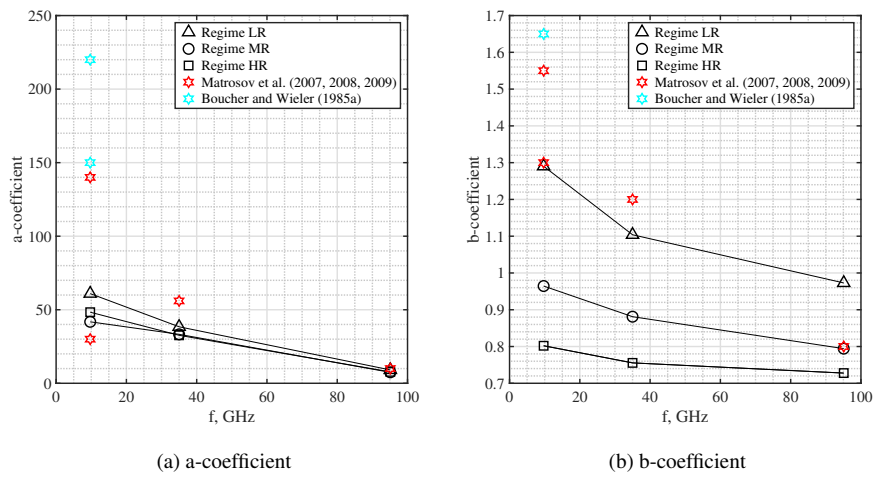 250
200
150
100
50
0
a-coefficient
0 20 40 60 80 100
f, GHz
Regime LR
Regime MR
Regime HR
Matrosov et al. (2007, 2008, 2009)
Boucher and Wieler (1985a)
(a) a-coefficient
1.7
1.6
1.5
1.4
1.3
1.2
1.1
1
0.9
0.8
0.7
b-coefficient
0 20 40 60 80 100
f, GHz
Regime LR
Regime MR
Regime HR
Matrosov et al. (2007, 2008, 2009)
Boucher and Wieler (1985a)
(b) b-coefficient